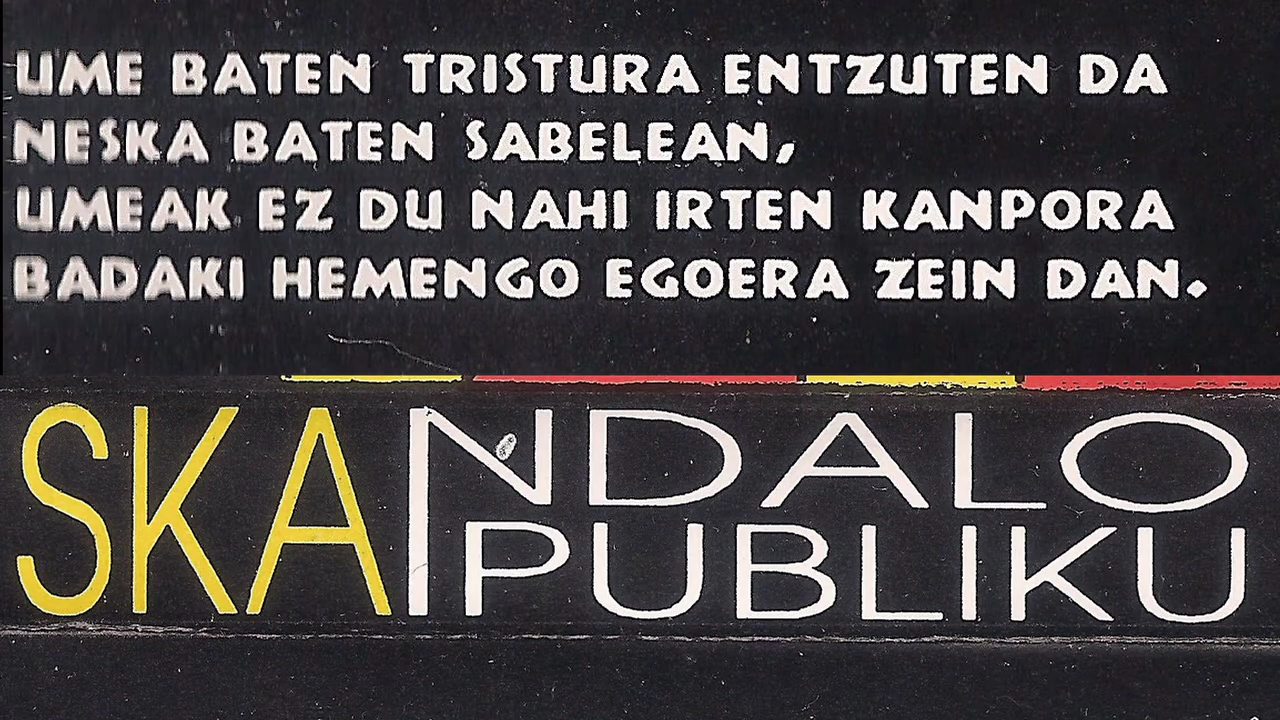 UME BATEN TRISTURA ENTZUTEN DA
NESKA BATEN SABELEAN,
UMEAK EZ DU NAHI IRTEN KANPORA
BADAKI HEMENGO EGOERA ZEIN DAN.
SKANDALO
PUBLIKU